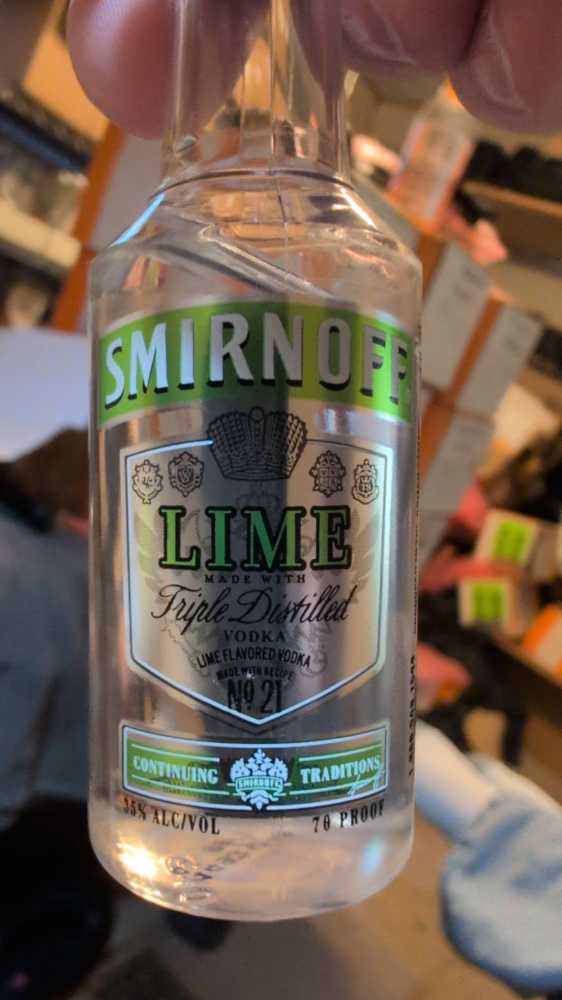 SMIRNOFF
LIME
MADE WITH
Triple Distilled
VODKA
LIME FLAVORED VODKA
MADE WITH RECIPE
Nº 21
CONTINUING SMIRNOFF TRADITIONS
35% ALC/VOL 70 PROOF